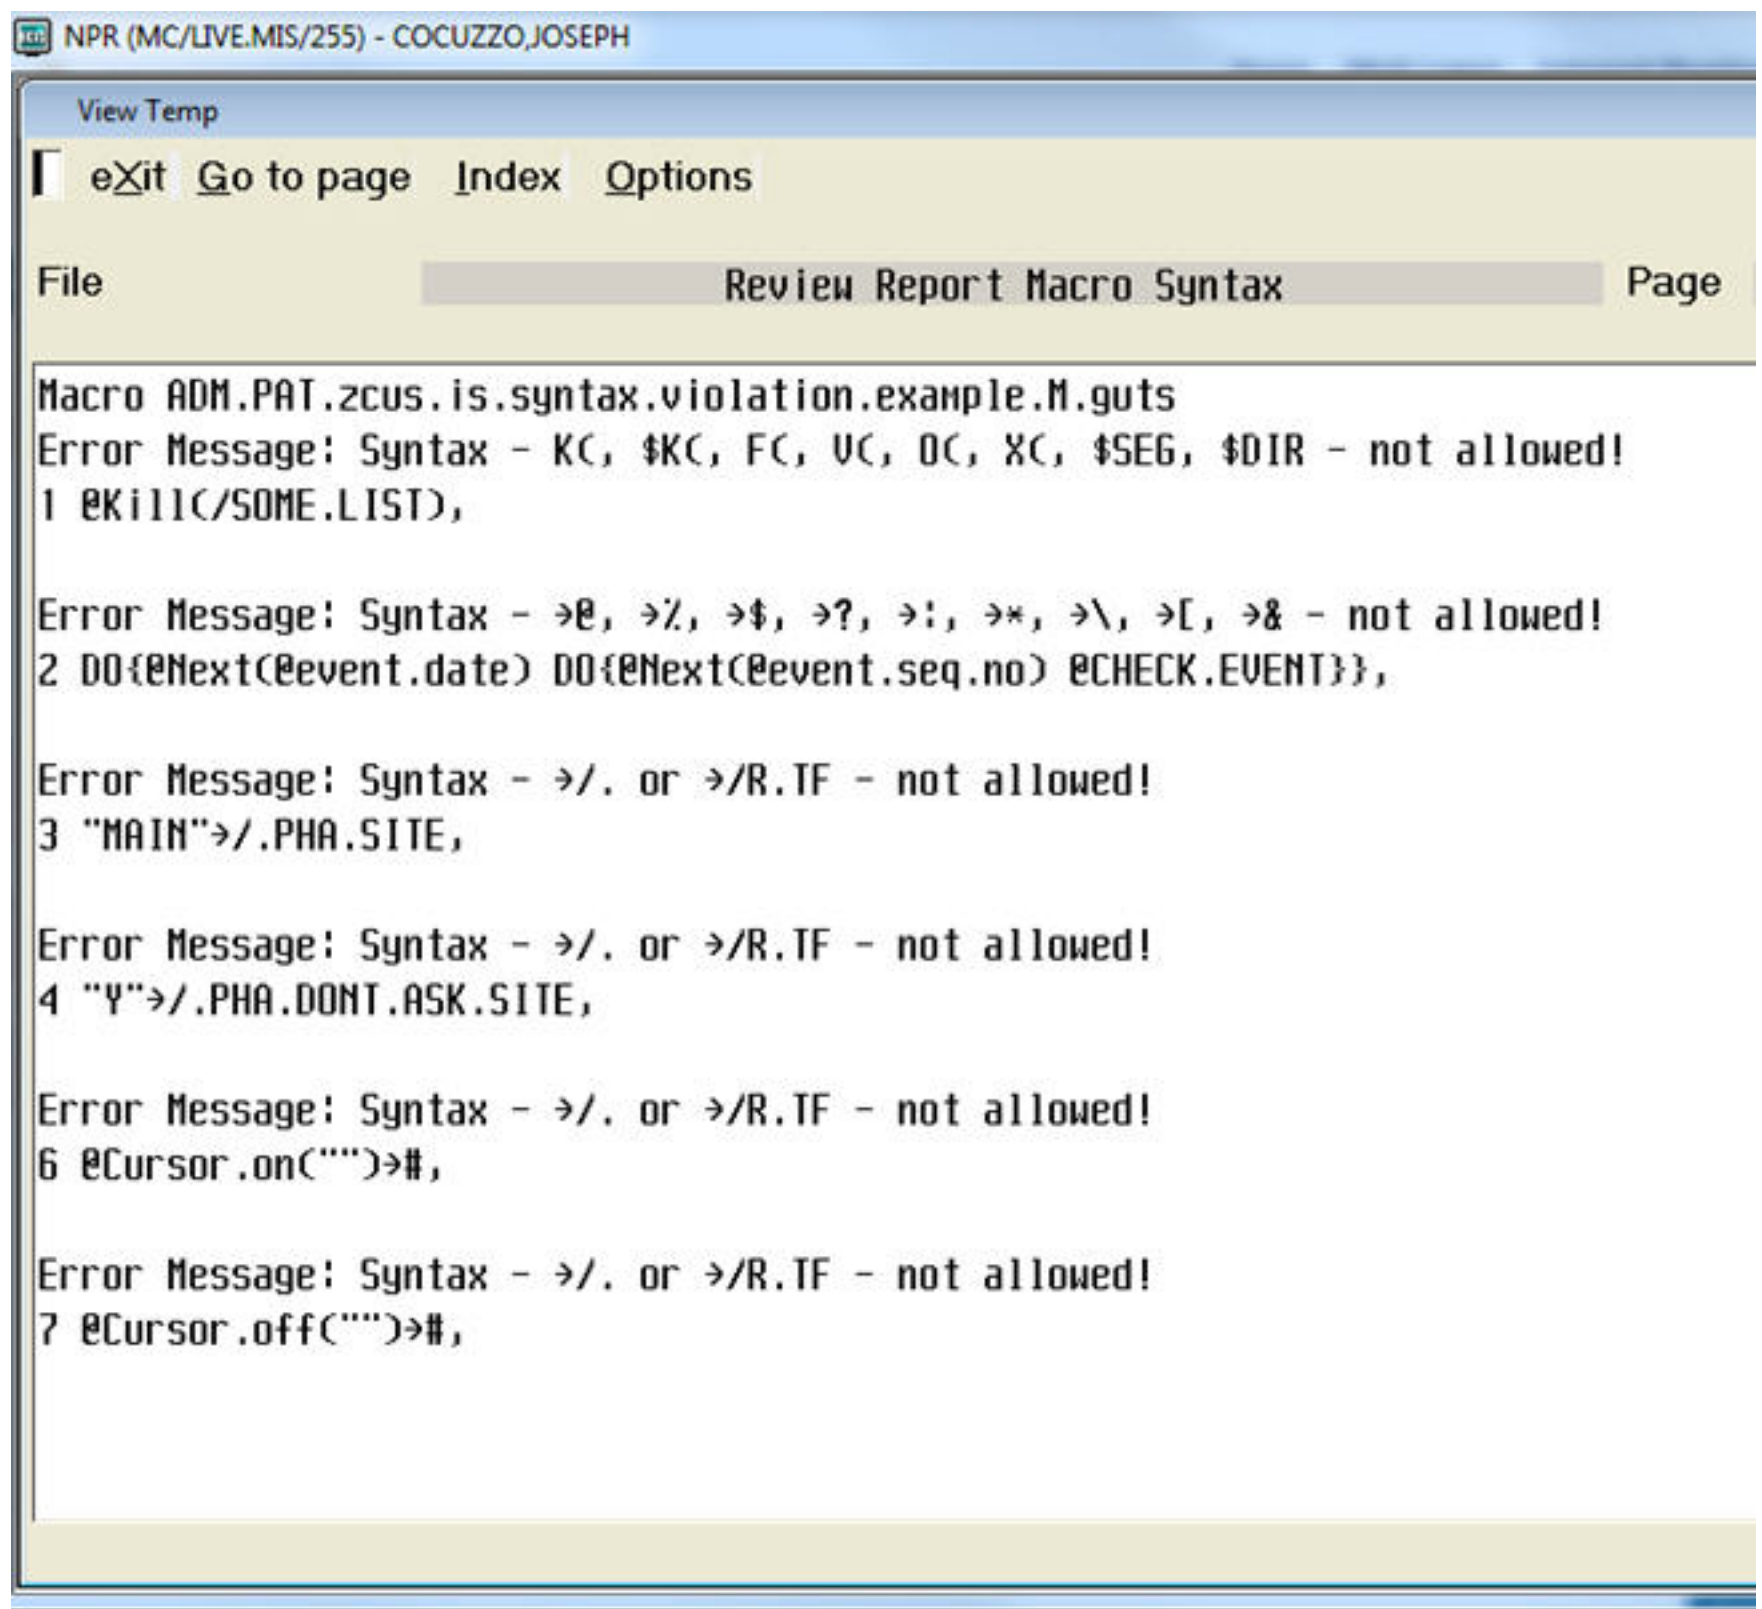 NPR (MC/LIVE.MIS/255) - COCUZZO,JOSEPH
View Temp
eXit Go to page Index Options
File Review Report Macro Syntax Page
Macro ADM.PAT.zcus.is.syntax.violation.example.M.guts
Error Message: Syntax - K(, $K(, F(, V(, O(, X(, $SEG, $DIR - not allowed!
1 @Kill(/SOME.LIST),
Error Message: Syntax - →@, →%, →$, →?, →:, →*, →\, →[, →& - not allowed!
2 DO{@Next(@event.date) DO{@Next(@event.seq.no) @CHECK.EVENT}},
Error Message: Syntax - →/. or →/R.TF - not allowed!
3 "MAIN"→/.PHA.SITE,
Error Message: Syntax - →/. or →/R.TF - not allowed!
4 "Y"→/.PHA.DONT.ASK.SITE,
Error Message: Syntax - →/. or →/R.TF - not allowed!
6 @Cursor.on("")→#,
Error Message: Syntax - →/. or →/R.TF - not allowed!
7 @Cursor.off("")→#,